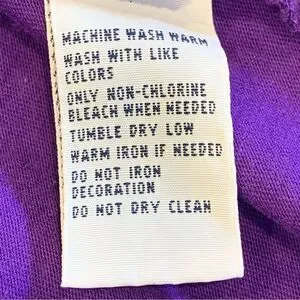 MACHINE WASH WARM
WASH WITH LIKE
COLORS
ONLY NON-CHLORINE
BLEACH WHEN NEEDED
TUMBLE DRY LOW
WARM IRON IF NEEDED
DO NOT IRON
DECORATION
DO NOT DRY CLEAN